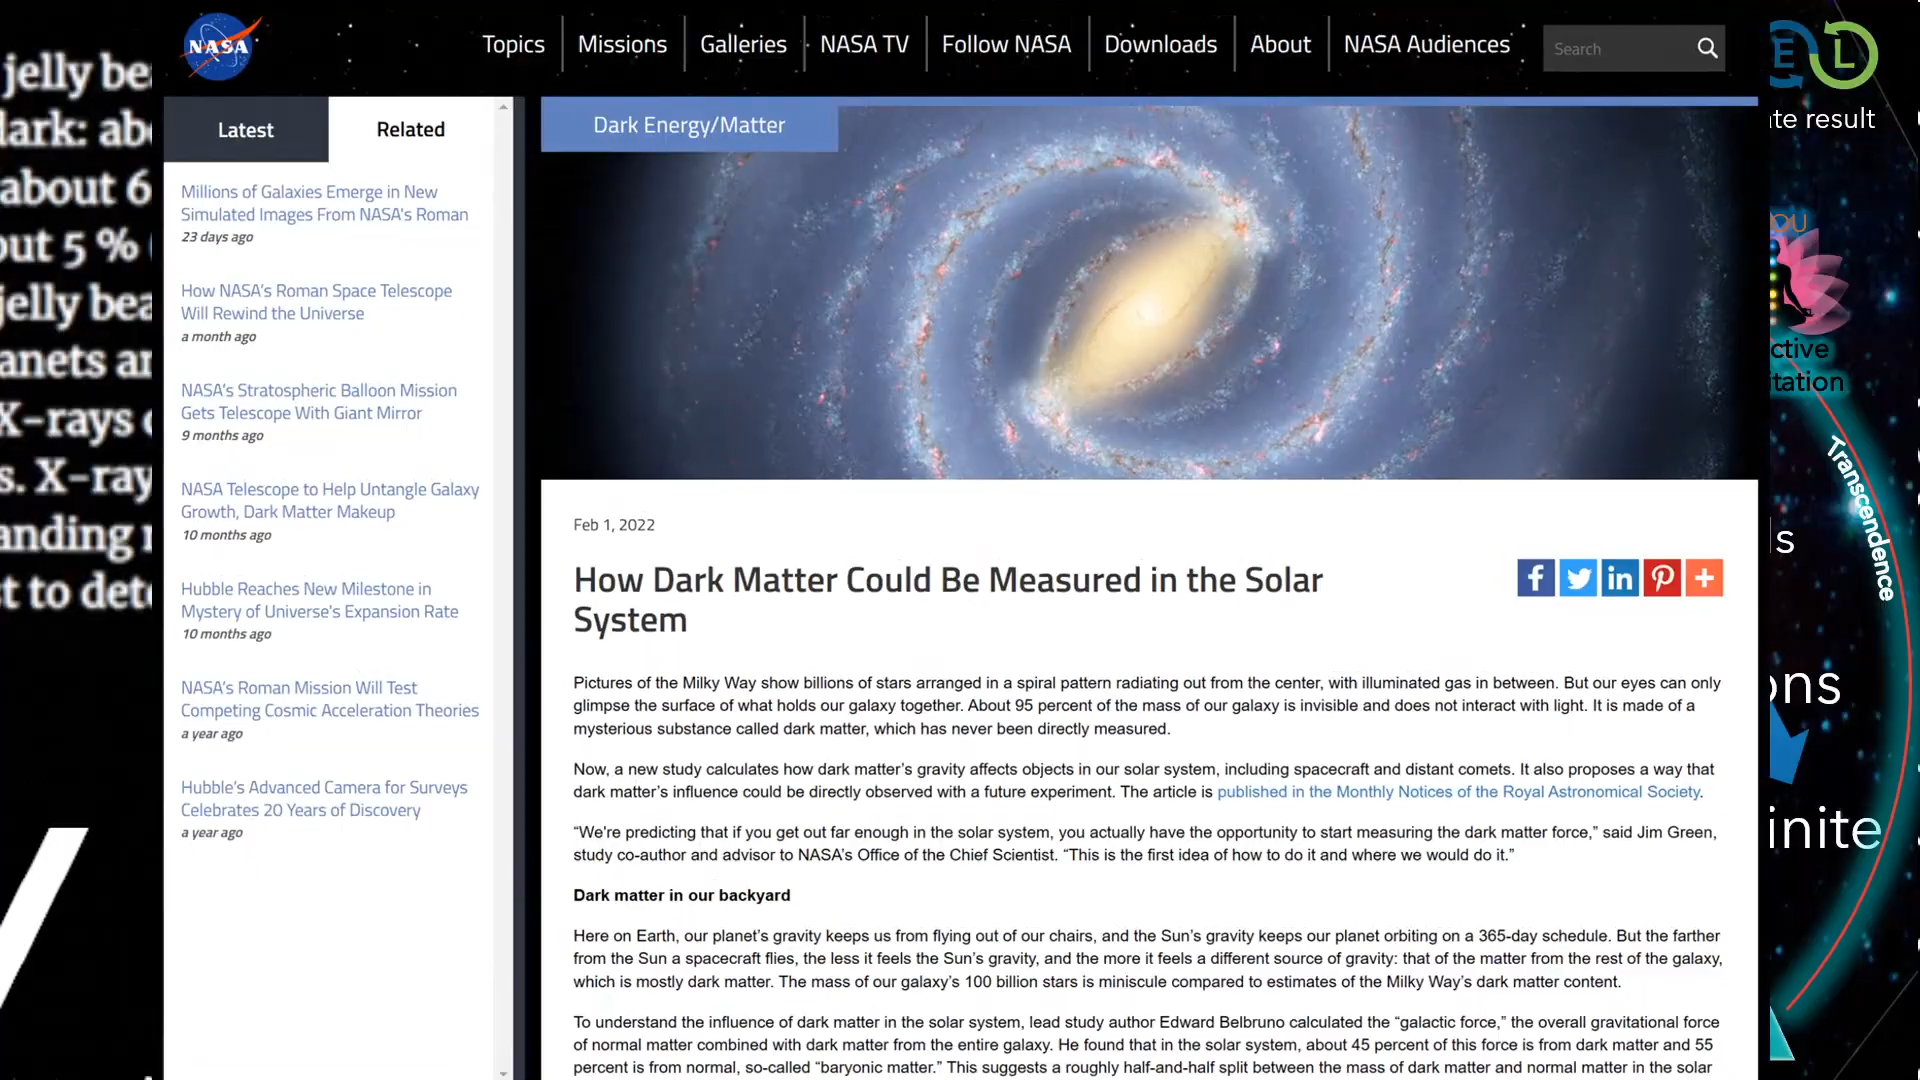 NASA
Topics
Missions
Galleries
NASA TV
Follow NASA
Downloads
About
NASA Audiences
Search
E L
te result
jelly bea
dark: abo
about 6
out 5 %
jelly bea
anets an
X-rays
s. X-ray
anding
st to dete
Latest
Related
Millions of Galaxies Emerge in New
Simulated Images From NASA's Roman
23 days ago
How NASA's Roman Space Telescope
Will Rewind the Universe
a month ago
NASA's Stratospheric Balloon Mission
Gets Telescope With Giant Mirror
9 months ago
NASA Telescope to Help Untangle Galaxy
Growth, Dark Matter Makeup
10 months ago
Hubble Reaches New Milestone in
Mystery of Universe's Expansion Rate
10 months ago
NASA's Roman Mission Will Test
Competing Cosmic Acceleration Theories
a year ago
Hubble's Advanced Camera for Surveys
Celebrates 20 Years of Discovery
a year ago
Dark Energy/Matter
Feb 1, 2022
How Dark Matter Could Be Measured in the Solar
System
Pictures of the Milky Way show billions of stars arranged in a spiral pattern radiating out from the center, with illuminated gas in between. But our eyes can only
glimpse the surface of what holds our galaxy together. About 95 percent of the mass of our galaxy is invisible and does not interact with light. It is made of a
mysterious substance called dark matter, which has never been directly measured.
Now, a new study calculates how dark matter's gravity affects objects in our solar system, including spacecraft and distant comets. It also proposes a way that
dark matter's influence could be directly observed with a future experiment. The article is published in the Monthly Notices of the Royal Astronomical Society.
“We're predicting that if you get out far enough in the solar system, you actually have the opportunity to start measuring the dark matter force,” said Jim Green,
study co-author and advisor to NASA's Office of the Chief Scientist. “This is the first idea of how to do it and where we would do it.”
Dark matter in our backyard
Here on Earth, our planet's gravity keeps us from flying out of our chairs, and the Sun's gravity keeps our planet orbiting on a 365-day schedule. But the farther
from the Sun a spacecraft flies, the less it feels the Sun's gravity, and the more it feels a different source of gravity: that of the matter from the rest of the galaxy,
which is mostly dark matter. The mass of our galaxy's 100 billion stars is miniscule compared to estimates of the Milky Way's dark matter content.
To understand the influence of dark matter in the solar system, lead study author Edward Belbruno calculated the “galactic force,” the overall gravitational force
of normal matter combined with dark matter from the entire galaxy. He found that in the solar system, about 45 percent of this force is from dark matter and 55
percent is from normal, so-called “baryonic matter.” This suggests a roughly half-and-half split between the mass of dark matter and normal matter in the solar
OU
ctive
itation
Transcendence
ls
ons
inite